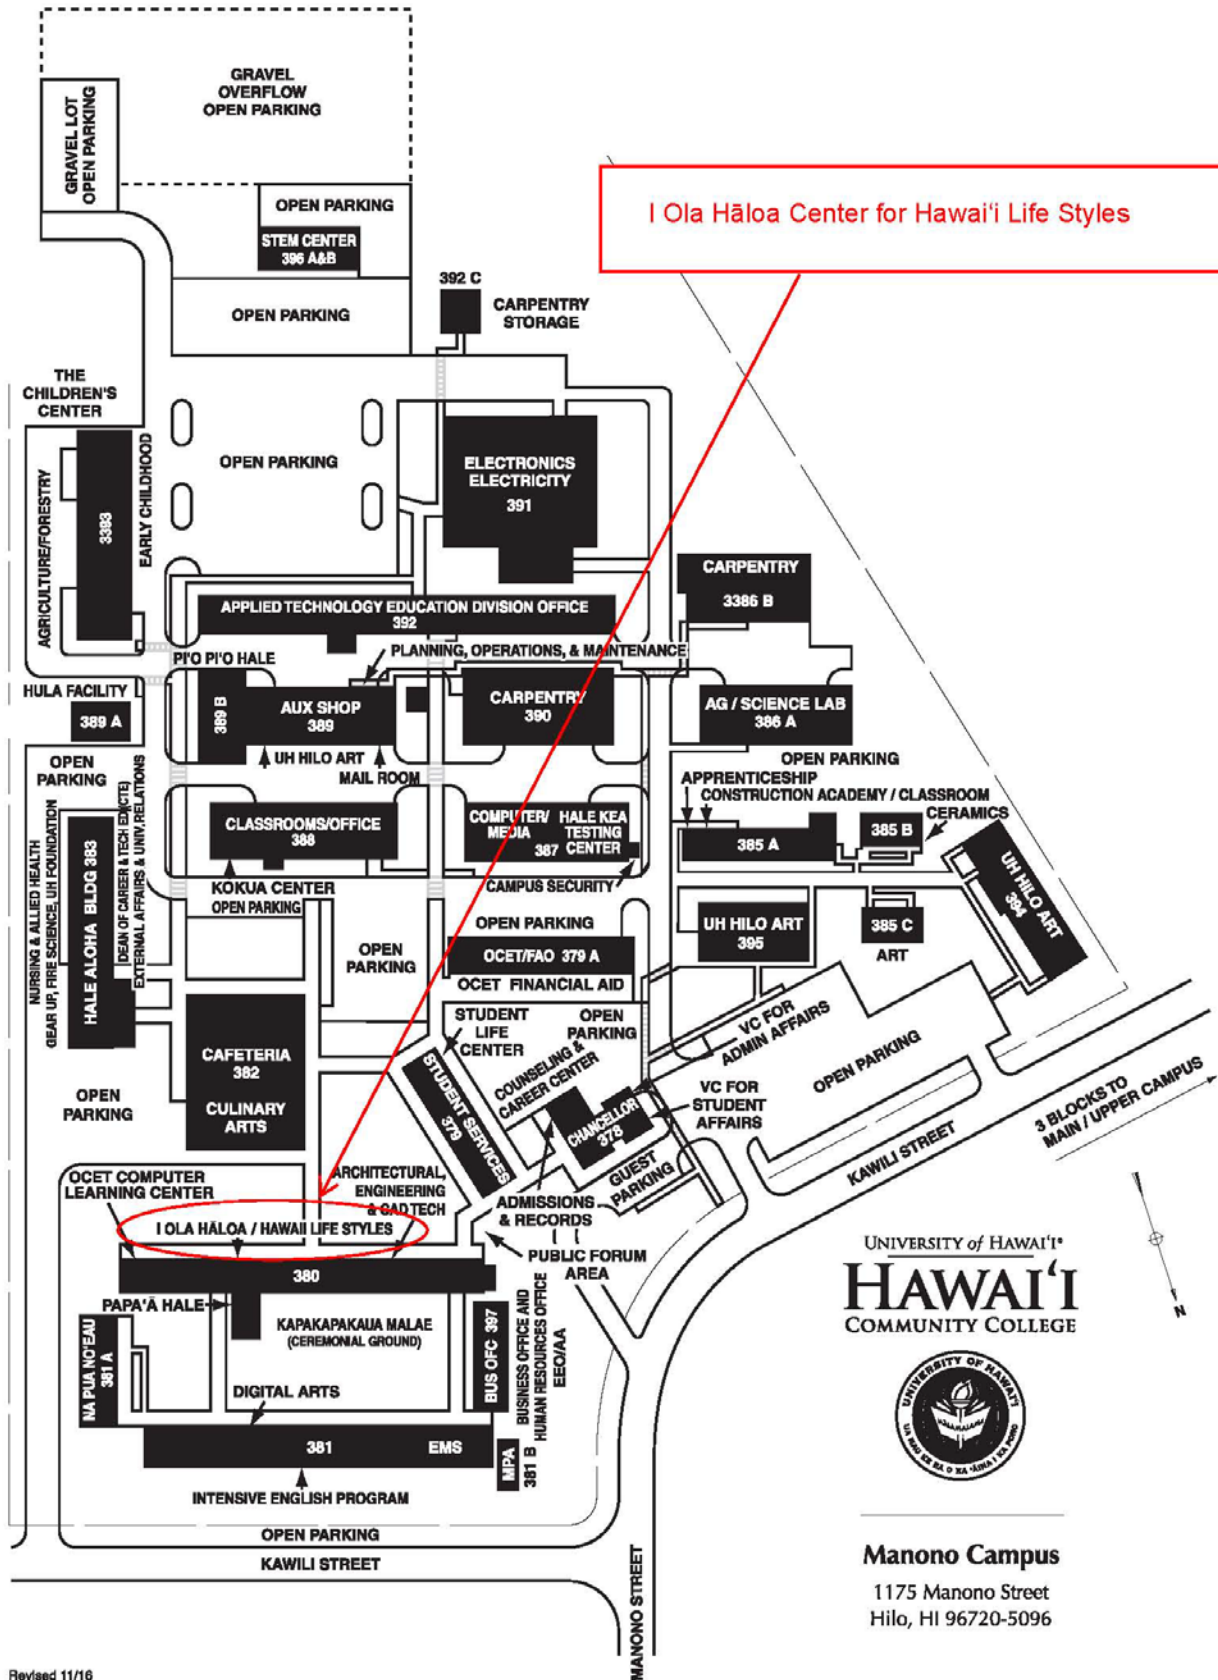 GRAVEL
OVERFLOW
OPEN PARKING
GRAVEL LOT
OPEN PARKING
OPEN PARKING
STEM CENTER
396 A&B
OPEN PARKING
I Ola Hāloa Center for Hawaiʻi Life Styles
392 C
CARPENTRY
STORAGE
THE
CHILDREN'S
CENTER
OPEN PARKING
ELECTRONICS
ELECTRICITY
391
AGRICULTURE/FORESTRY
3393
EARLY CHILDHOOD
CARPENTRY
3386 B
APPLIED TECHNOLOGY EDUCATION DIVISION OFFICE
392
PI'O PI'O HALE
PLANNING, OPERATIONS, & MAINTENANCE
HULA FACILITY
389 A
389 B
AUX SHOP
389
CARPENTRY
390
AG / SCIENCE LAB
386 A
OPEN
PARKING
UH HILO ART
MAIL ROOM
OPEN PARKING
APPRENTICESHIP
CONSTRUCTION ACADEMY / CLASSROOM
CERAMICS
NURSING & ALLIED HEALTH
GEAR UP, FIRE SCIENCE, UH FOUNDATION
HALE ALOHA BLDG 383
DEAN OF CAREER & TECH ED(CTE)
EXTERNAL AFFAIRS & UNIV.RELATIONS
CLASSROOMS/OFFICE
388
COMPUTER/
MEDIA
387
HALE KEA
TESTING
CENTER
385 A
385 B
UH HILO ART
394
KOKUA CENTER
OPEN PARKING
CAMPUS SECURITY
OPEN PARKING
UH HILO ART
395
385 C
ART
OPEN
PARKING
OCET/FAO 379 A
OCET FINANCIAL AID
STUDENT
LIFE
CENTER
OPEN
PARKING
VC FOR
ADMIN AFFAIRS
CAFETERIA
382
CULINARY
ARTS
OPEN
PARKING
STUDENT SERVICES
379
COUNSELING &
CAREER CENTER
CHANCELLOR
378
VC FOR
STUDENT
AFFAIRS
OPEN PARKING
3 BLOCKS TO
MAIN / UPPER CAMPUS
KAWILI STREET
GUEST
PARKING
OCET COMPUTER
LEARNING CENTER
ARCHITECTURAL,
ENGINEERING
& CAD TECH
ADMISSIONS
& RECORDS
I OLA HĀLOA / HAWAII LIFE STYLES
PUBLIC FORUM
AREA
380
PAPA'Ā HALE
KAPAKAPAKAUA MALAE
(CEREMONIAL GROUND)
NA PUA NO'EAU
381 A
BUS OFC 397
BUSINESS OFFICE AND
HUMAN RESOURCES OFFICE
EEO/AA
DIGITAL ARTS
381
EMS
MPA
381 B
INTENSIVE ENGLISH PROGRAM
OPEN PARKING
KAWILI STREET
MANONO STREET
N
UNIVERSITY of HAWAIʻI®
HAWAIʻI
COMMUNITY COLLEGE
UNIVERSITY OF HAWAI'I
Manono Campus
1175 Manono Street
Hilo, HI 96720-5096
Revised 11/16